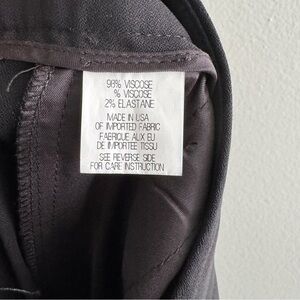 98% VISCOSE
% VISCOSE
2% ELASTANE
MADE IN USA
OF IMPORTED FABRIC
FABRIQUE AUX EU
DE IMPORTEE TISSU
SEE REVERSE SIDE
FOR CARE INSTRUCTION